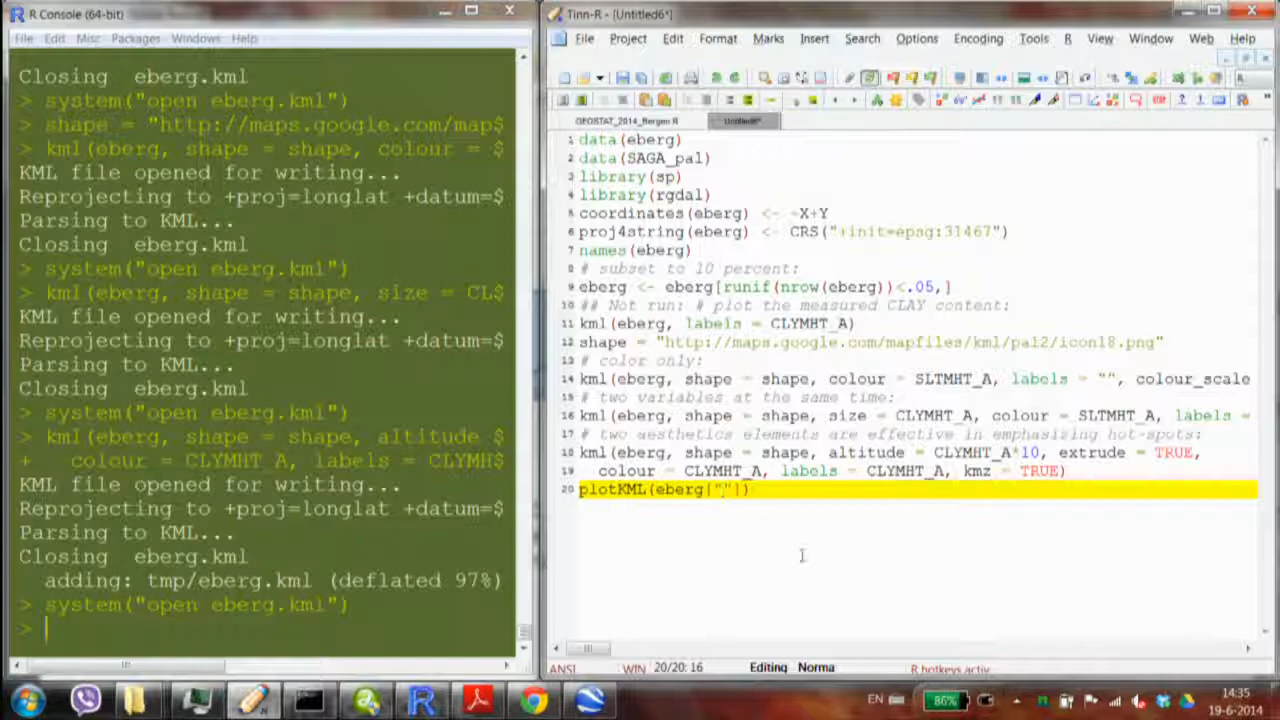 R Console (64-bit)
File Edit Misc Packages Windows Help
Closing eberg.kml
> system("open eberg.kml")
> shape = "http://maps.google.com/map$
> kml(eberg, shape = shape, colour = $
KML file opened for writing...
Reprojecting to +proj=longlat +datum=$
Parsing to KML...
Closing eberg.kml
> system("open eberg.kml")
> kml(eberg, shape = shape, size = CL$
KML file opened for writing...
Reprojecting to +proj=longlat +datum=$
Parsing to KML...
Closing eberg.kml
> system("open eberg.kml")
> kml(eberg, shape = shape, altitude $
+ colour = CLYMHT_A, labels = CLYMH$
KML file opened for writing...
Reprojecting to +proj=longlat +datum=$
Parsing to KML...
Closing eberg.kml
adding: tmp/eberg.kml (deflated 97%)
> system("open eberg.kml")
>
Tinn-R - [Untitled6*]
File Project Edit Format Marks Insert Search Options Encoding Tools R View Window Web Help
GEOSTAT_2014_Bergen R Untitled6*
1 data(eberg)
2 data(SAGA_pal)
3 library(sp)
4 library(rgdal)
5 coordinates(eberg) <- ~X+Y
6 proj4string(eberg) <- CRS("+init=epsg:31467")
7 names(eberg)
8 # subset to 10 percent:
9 eberg <- eberg[runif(nrow(eberg))<.05,]
10 ## Not run: # plot the measured CLAY content:
11 kml(eberg, labels = CLYMHT_A)
12 shape = "http://maps.google.com/mapfiles/kml/pal2/icon18.png"
13 # color only:
14 kml(eberg, shape = shape, colour = SLTMHT_A, labels = "", colour_scale
15 # two variables at the same time:
16 kml(eberg, shape = shape, size = CLYMHT_A, colour = SLTMHT_A, labels =
17 # two aesthetics elements are effective in emphasizing hot-spots:
18 kml(eberg, shape = shape, altitude = CLYMHT_A*10, extrude = TRUE,
19 colour = CLYMHT_A, labels = CLYMHT_A, kmz = TRUE)
20 plotKML(eberg[""])
ANSI WIN 20/20: 16 Editing Norma R hotkeys activ
EN 86% 14:35
19-6-2014